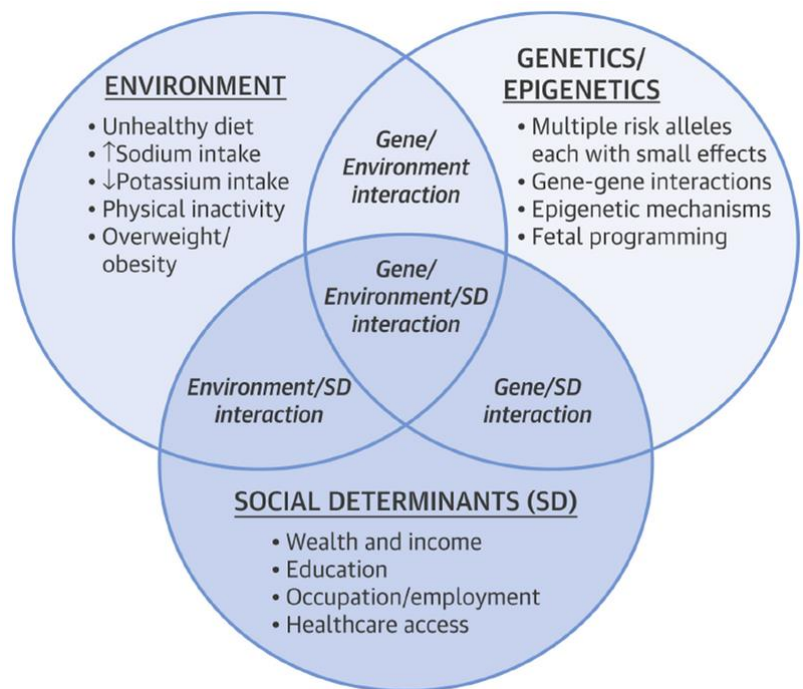 ENVIRONMENT
• Unhealthy diet
• ↑Sodium intake
• ↓Potassium intake
• Physical inactivity
• Overweight/
obesity
GENETICS/
EPIGENETICS
• Multiple risk alleles
each with small effects
• Gene-gene interactions
• Epigenetic mechanisms
• Fetal programming
Gene/
Environment
interaction
Gene/
Environment/SD
interaction
Environment/SD
interaction
Gene/SD
interaction
SOCIAL DETERMINANTS (SD)
• Wealth and income
• Education
• Occupation/employment
• Healthcare access